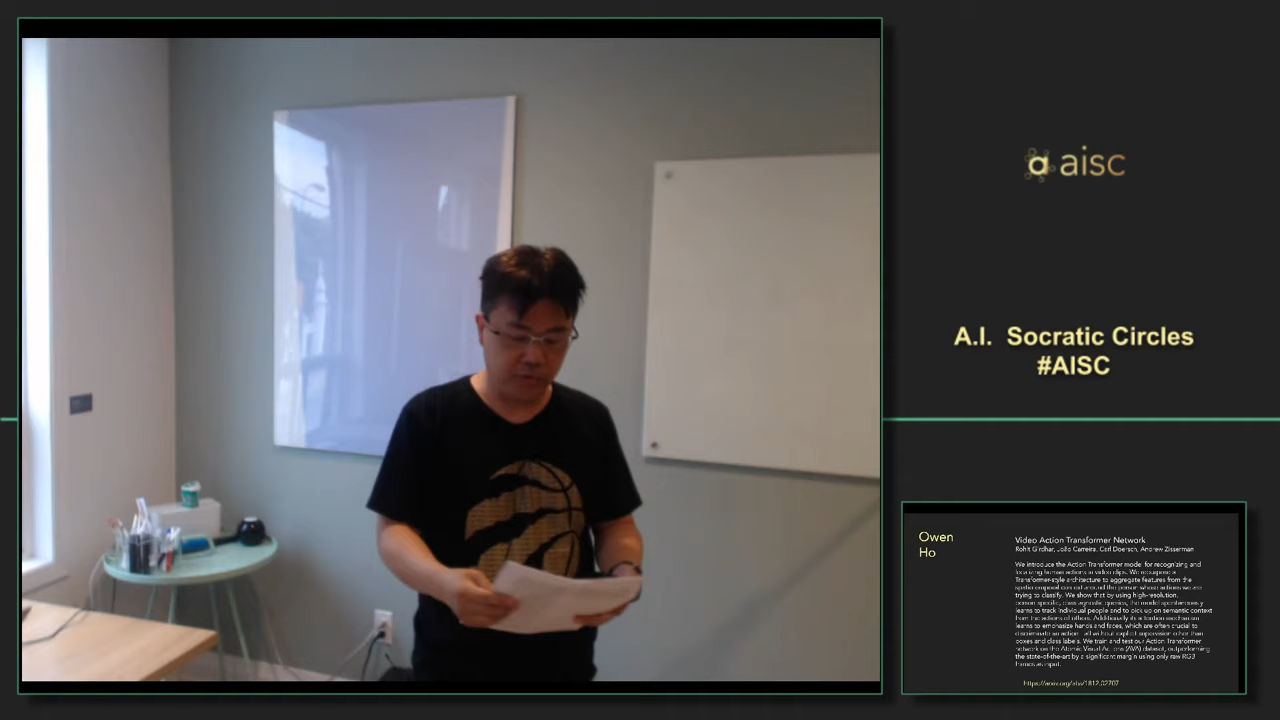 a aisc
A.I. Socratic Circles
#AISC
Owen
Ho
Video Action Transformer Network
Rohit Girdhar, João Carreira, Carl Doersch, Andrew Zisserman
We introduce the Action Transformer model for recognizing and
localizing human actions in video clips. We repurpose a
Transformer-style architecture to aggregate features from the
spatiotemporal context around the person whose actions we are
trying to classify. We show that by using high-resolution,
person-specific, class-agnostic queries, the model spontaneously
learns to track individual people and to pick up on semantic context
from the actions of others. Additionally its attention mechanism
learns to emphasize hands and faces, which are often crucial to
discriminate an action - all without explicit supervision other than
boxes and class labels. We train and test our Action Transformer
network on the Atomic Visual Actions (AVA) dataset, outperforming
the state-of-the-art by a significant margin using only raw RGB
frames as input.
https://arxiv.org/abs/1812.02707